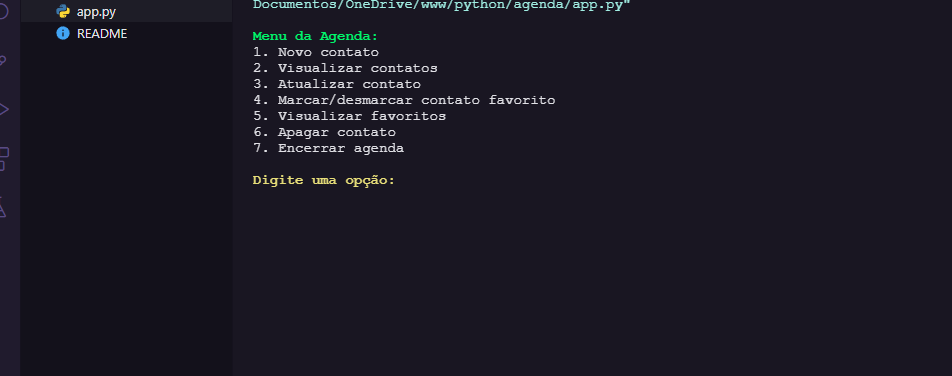 app.py
README
Documentos/OneDrive/www/python/agenda/app.py"
Menu da Agenda:
1. Novo contato
2. Visualizar contatos
3. Atualizar contato
4. Marcar/desmarcar contato favorito
5. Visualizar favoritos
6. Apagar contato
7. Encerrar agenda
Digite uma opção: